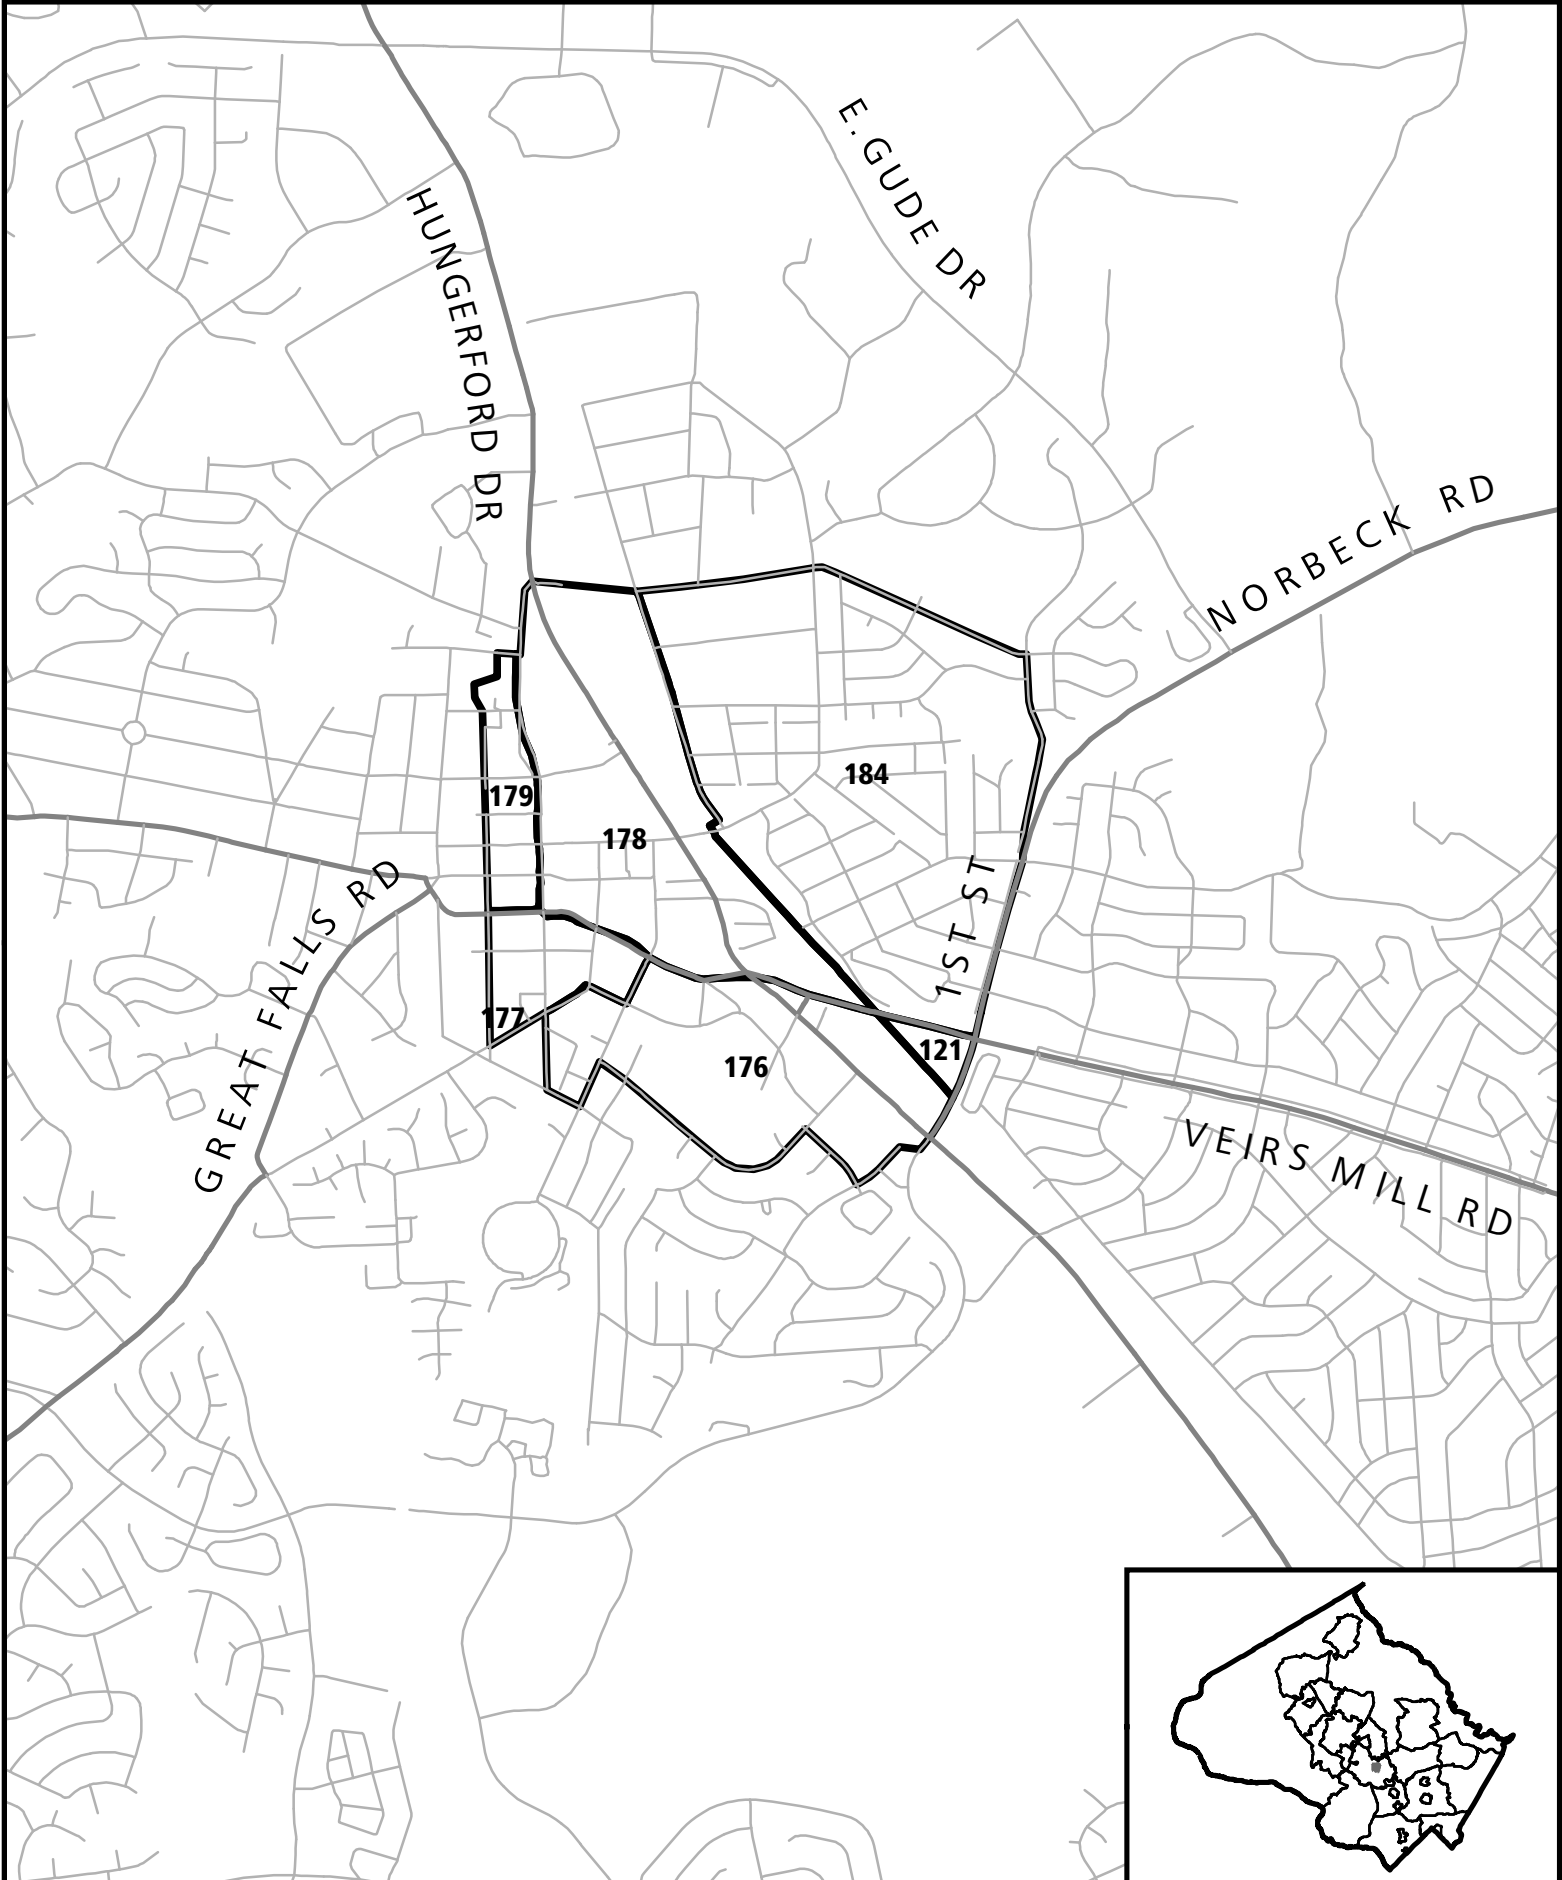 E. GUDE DR
HUNGERFORD DR
NORBECK RD
184
179
178
GREAT FALLS RD
1ST ST
177
121
176
VEIRS MILL RD